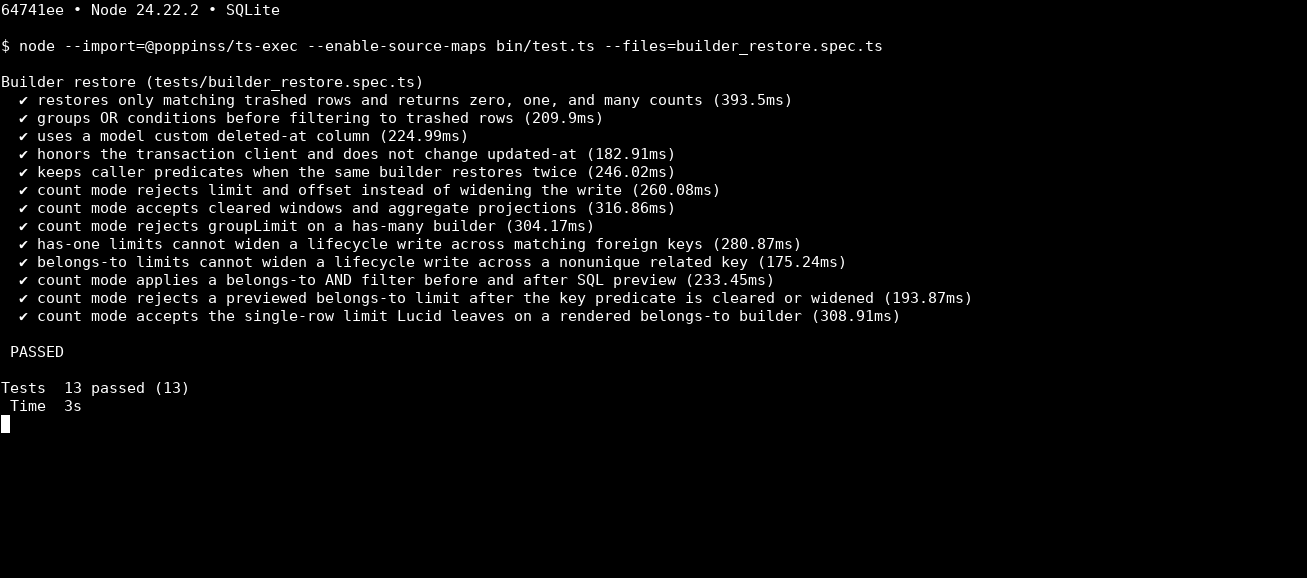 64741ee • Node 24.22.2 • SQLite
$ node --import=@poppinss/ts-exec --enable-source-maps bin/test.ts --files=builder_restore.spec.ts
Builder restore (tests/builder_restore.spec.ts)
✔ restores only matching trashed rows and returns zero, one, and many counts (393.5ms)
✔ groups OR conditions before filtering to trashed rows (209.9ms)
✔ uses a model custom deleted-at column (224.99ms)
✔ honors the transaction client and does not change updated-at (182.91ms)
✔ keeps caller predicates when the same builder restores twice (246.02ms)
✔ count mode rejects limit and offset instead of widening the write (260.08ms)
✔ count mode accepts cleared windows and aggregate projections (316.86ms)
✔ count mode rejects groupLimit on a has-many builder (304.17ms)
✔ has-one limits cannot widen a lifecycle write across matching foreign keys (280.87ms)
✔ belongs-to limits cannot widen a lifecycle write across a nonunique related key (175.24ms)
✔ count mode applies a belongs-to AND filter before and after SQL preview (233.45ms)
✔ count mode rejects a previewed belongs-to limit after the key predicate is cleared or widened (193.87ms)
✔ count mode accepts the single-row limit Lucid leaves on a rendered belongs-to builder (308.91ms)
PASSED
Tests  13 passed (13)
Time  3s